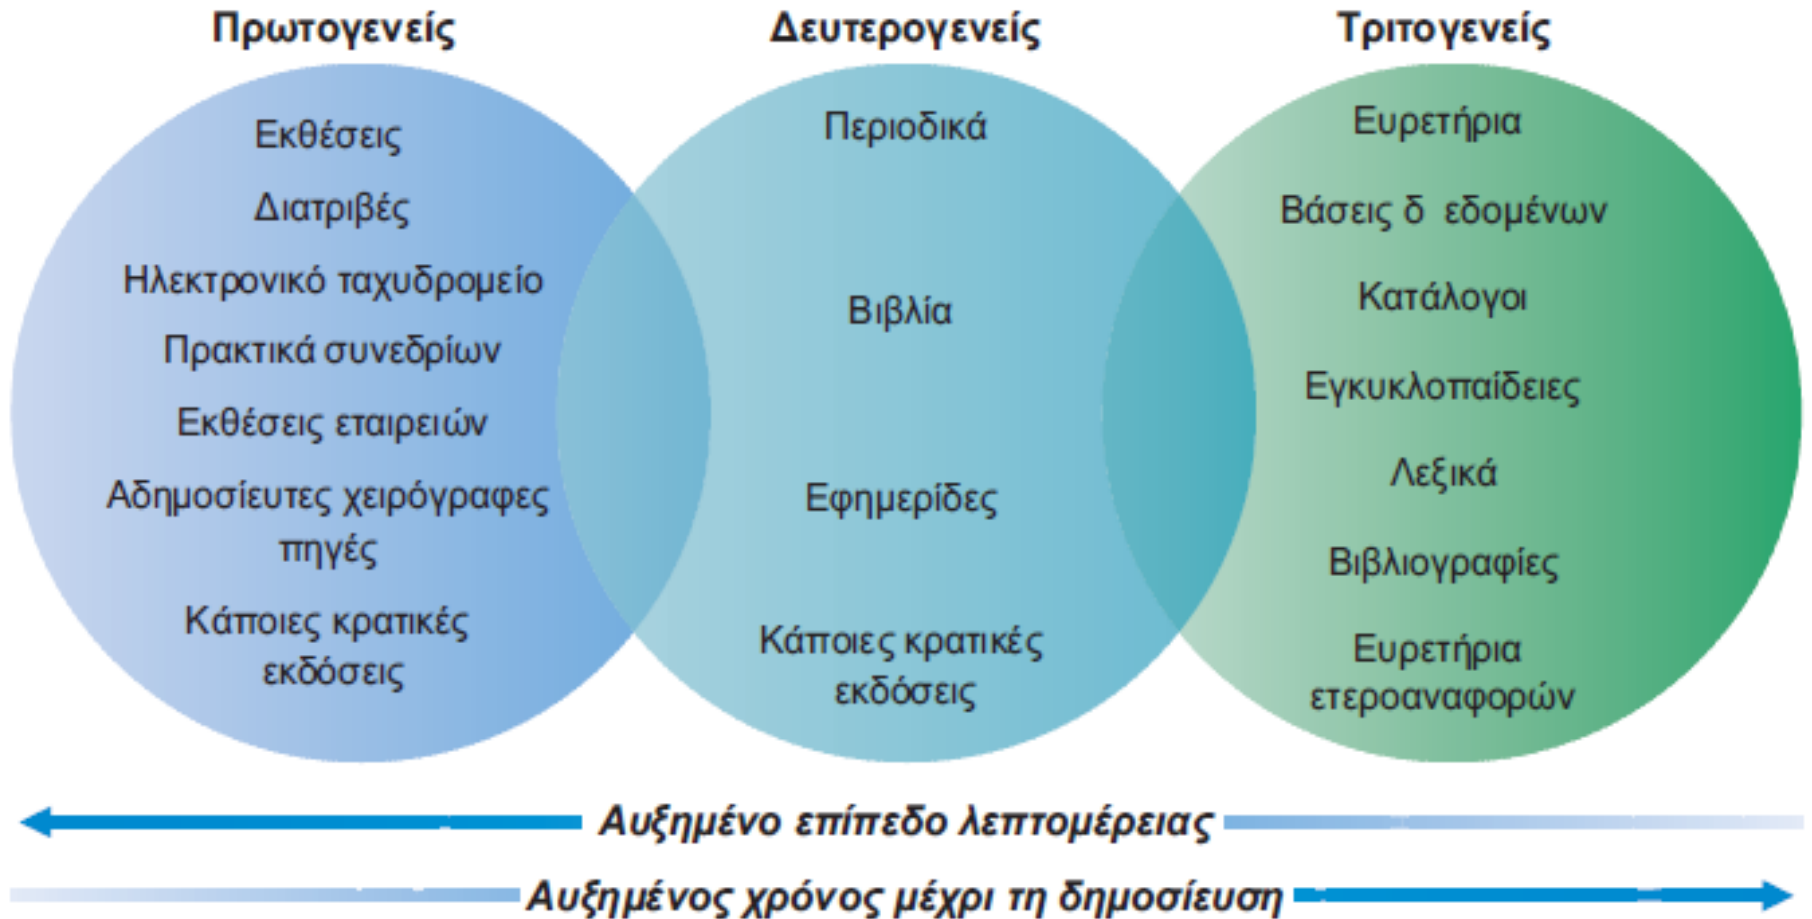 Πρωτογενείς
Εκθέσεις
Διατριβές
Ηλεκτρονικό ταχυδρομείο
Πρακτικά συνεδρίων
Εκθέσεις εταιρειών
Αδημοσίευτες χειρόγραφες
πηγές
Κάποιες κρατικές
εκδόσεις
Δευτερογενείς
Περιοδικά
Βιβλία
Εφημερίδες
Κάποιες κρατικές
εκδόσεις
Τριτογενείς
Ευρετήρια
Βάσεις δ εδομένων
Κατάλογοι
Εγκυκλοπαίδειες
Λεξικά
Βιβλιογραφίες
Ευρετήρια
ετεροαναφορών
Αυξημένο επίπεδο λεπτομέρειας
Αυξημένος χρόνος μέχρι τη δημοσίευση